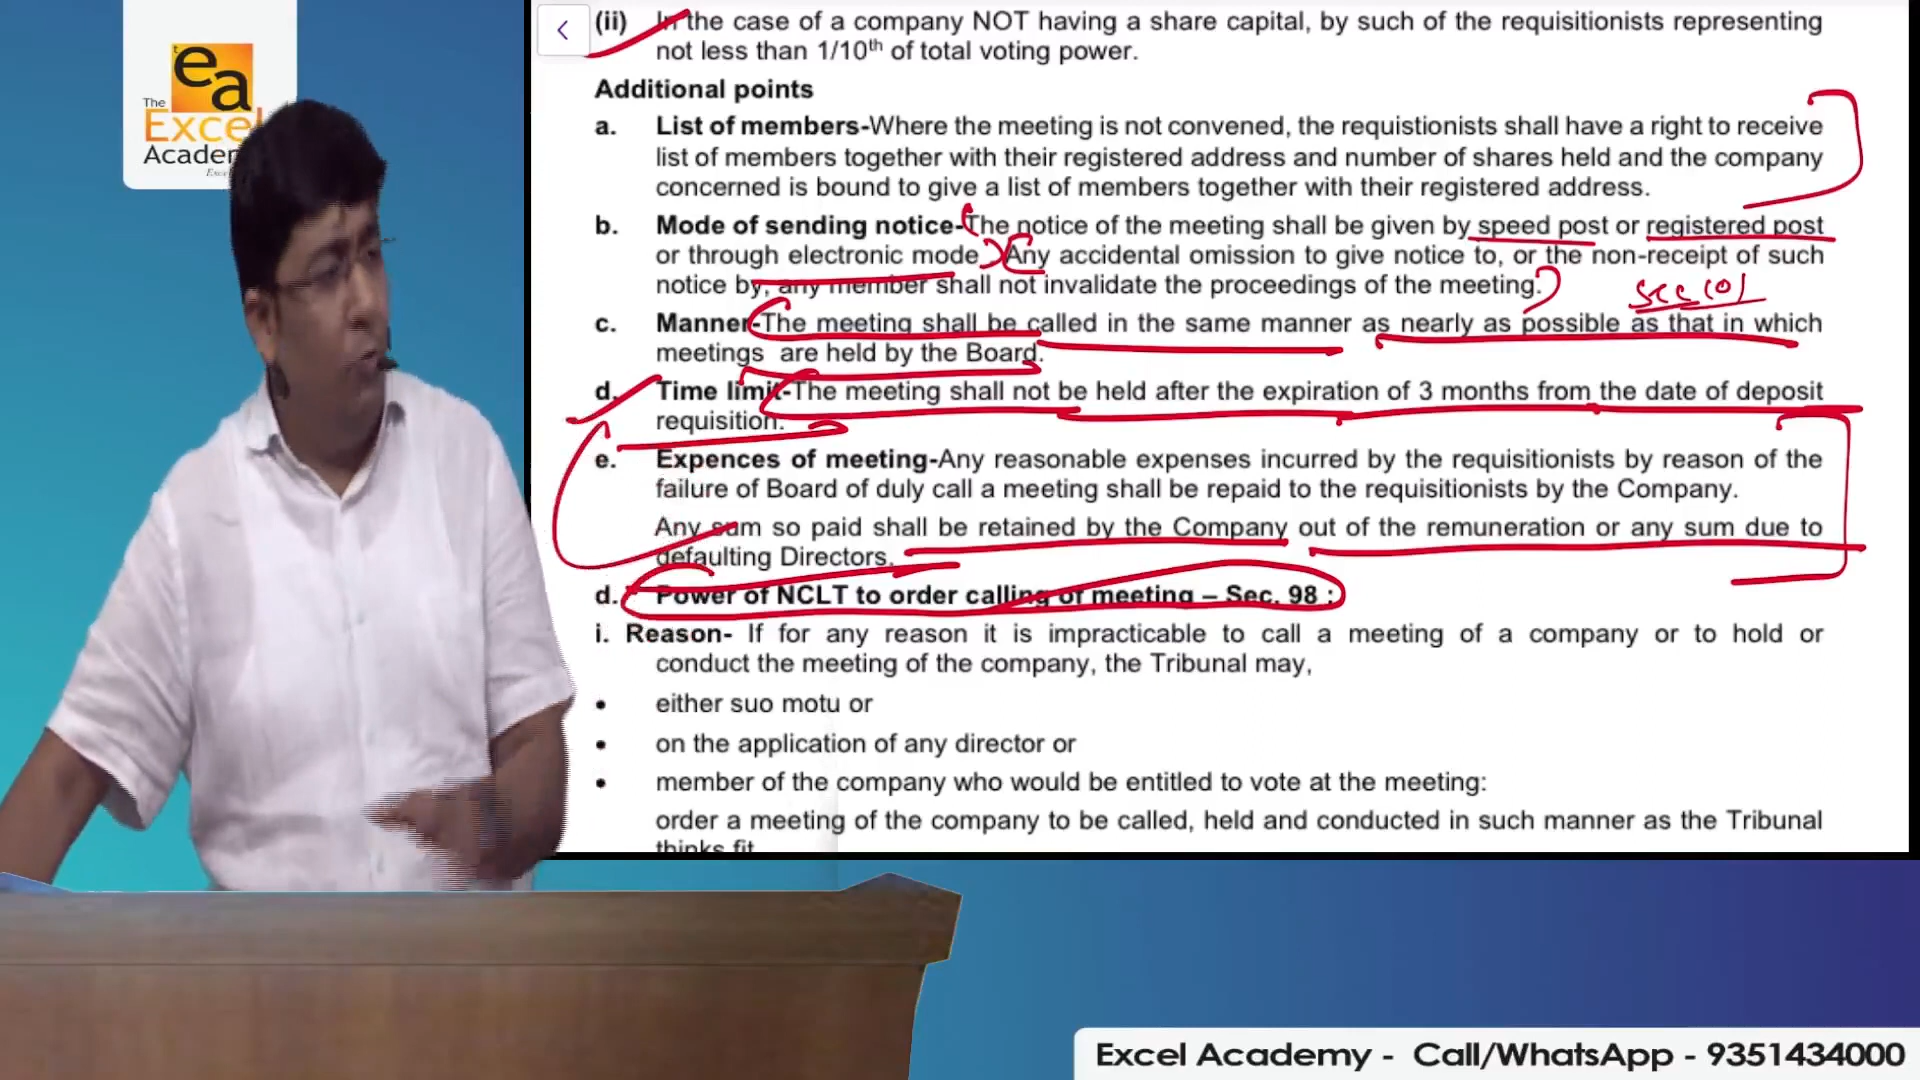 ea
The
Excel
Academ
(ii) In the case of a company NOT having a share capital, by such of the requisitionists representing
not less than 1/10th of total voting power.
Additional points
a. List of members-Where the meeting is not convened, the requistionists shall have a right to receive
list of members together with their registered address and number of shares held and the company
concerned is bound to give a list of members together with their registered address.
b. Mode of sending notice-The notice of the meeting shall be given by speed post or registered post
or through electronic mode. Any accidental omission to give notice to, or the non-receipt of such
notice by, any member shall not invalidate the proceedings of the meeting.
c. Manner-The meeting shall be called in the same manner as nearly as possible as that in which
meetings are held by the Board.
d. Time limit-The meeting shall not be held after the expiration of 3 months from the date of deposit
requisition.
e. Expences of meeting-Any reasonable expenses incurred by the requisitionists by reason of the
failure of Board of duly call a meeting shall be repaid to the requisitionists by the Company.
Any sum so paid shall be retained by the Company out of the remuneration or any sum due to
defaulting Directors.
d. Power of NCLT to order calling of meeting – Sec. 98 :
i. Reason- If for any reason it is impracticable to call a meeting of a company or to hold or
conduct the meeting of the company, the Tribunal may,
• either suo motu or
• on the application of any director or
• member of the company who would be entitled to vote at the meeting:
order a meeting of the company to be called, held and conducted in such manner as the Tribunal
thinks fit
Excel Academy - Call/WhatsApp - 9351434000